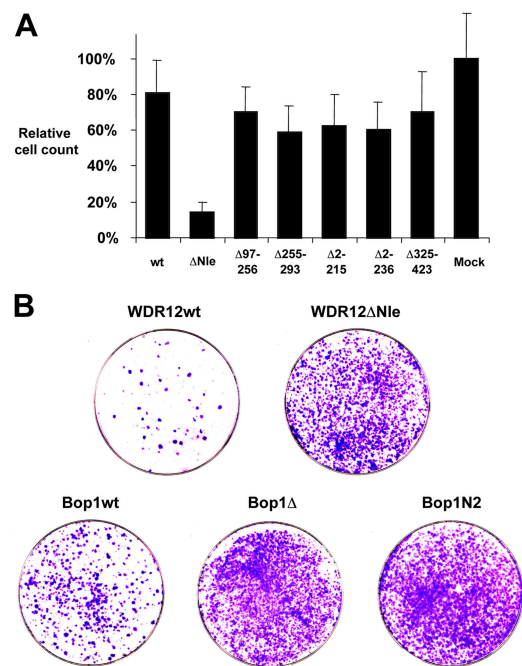 A
100%
80%
Relative
cell count
60%
40%
20%
0%
wt
ΔNle
Δ97-
256
Δ255-
293
Δ2-
215
Δ2-
236
Δ325-
423
Mock
B
WDR12wt
WDR12ΔNle
Bop1wt
Bop1Δ
Bop1N2